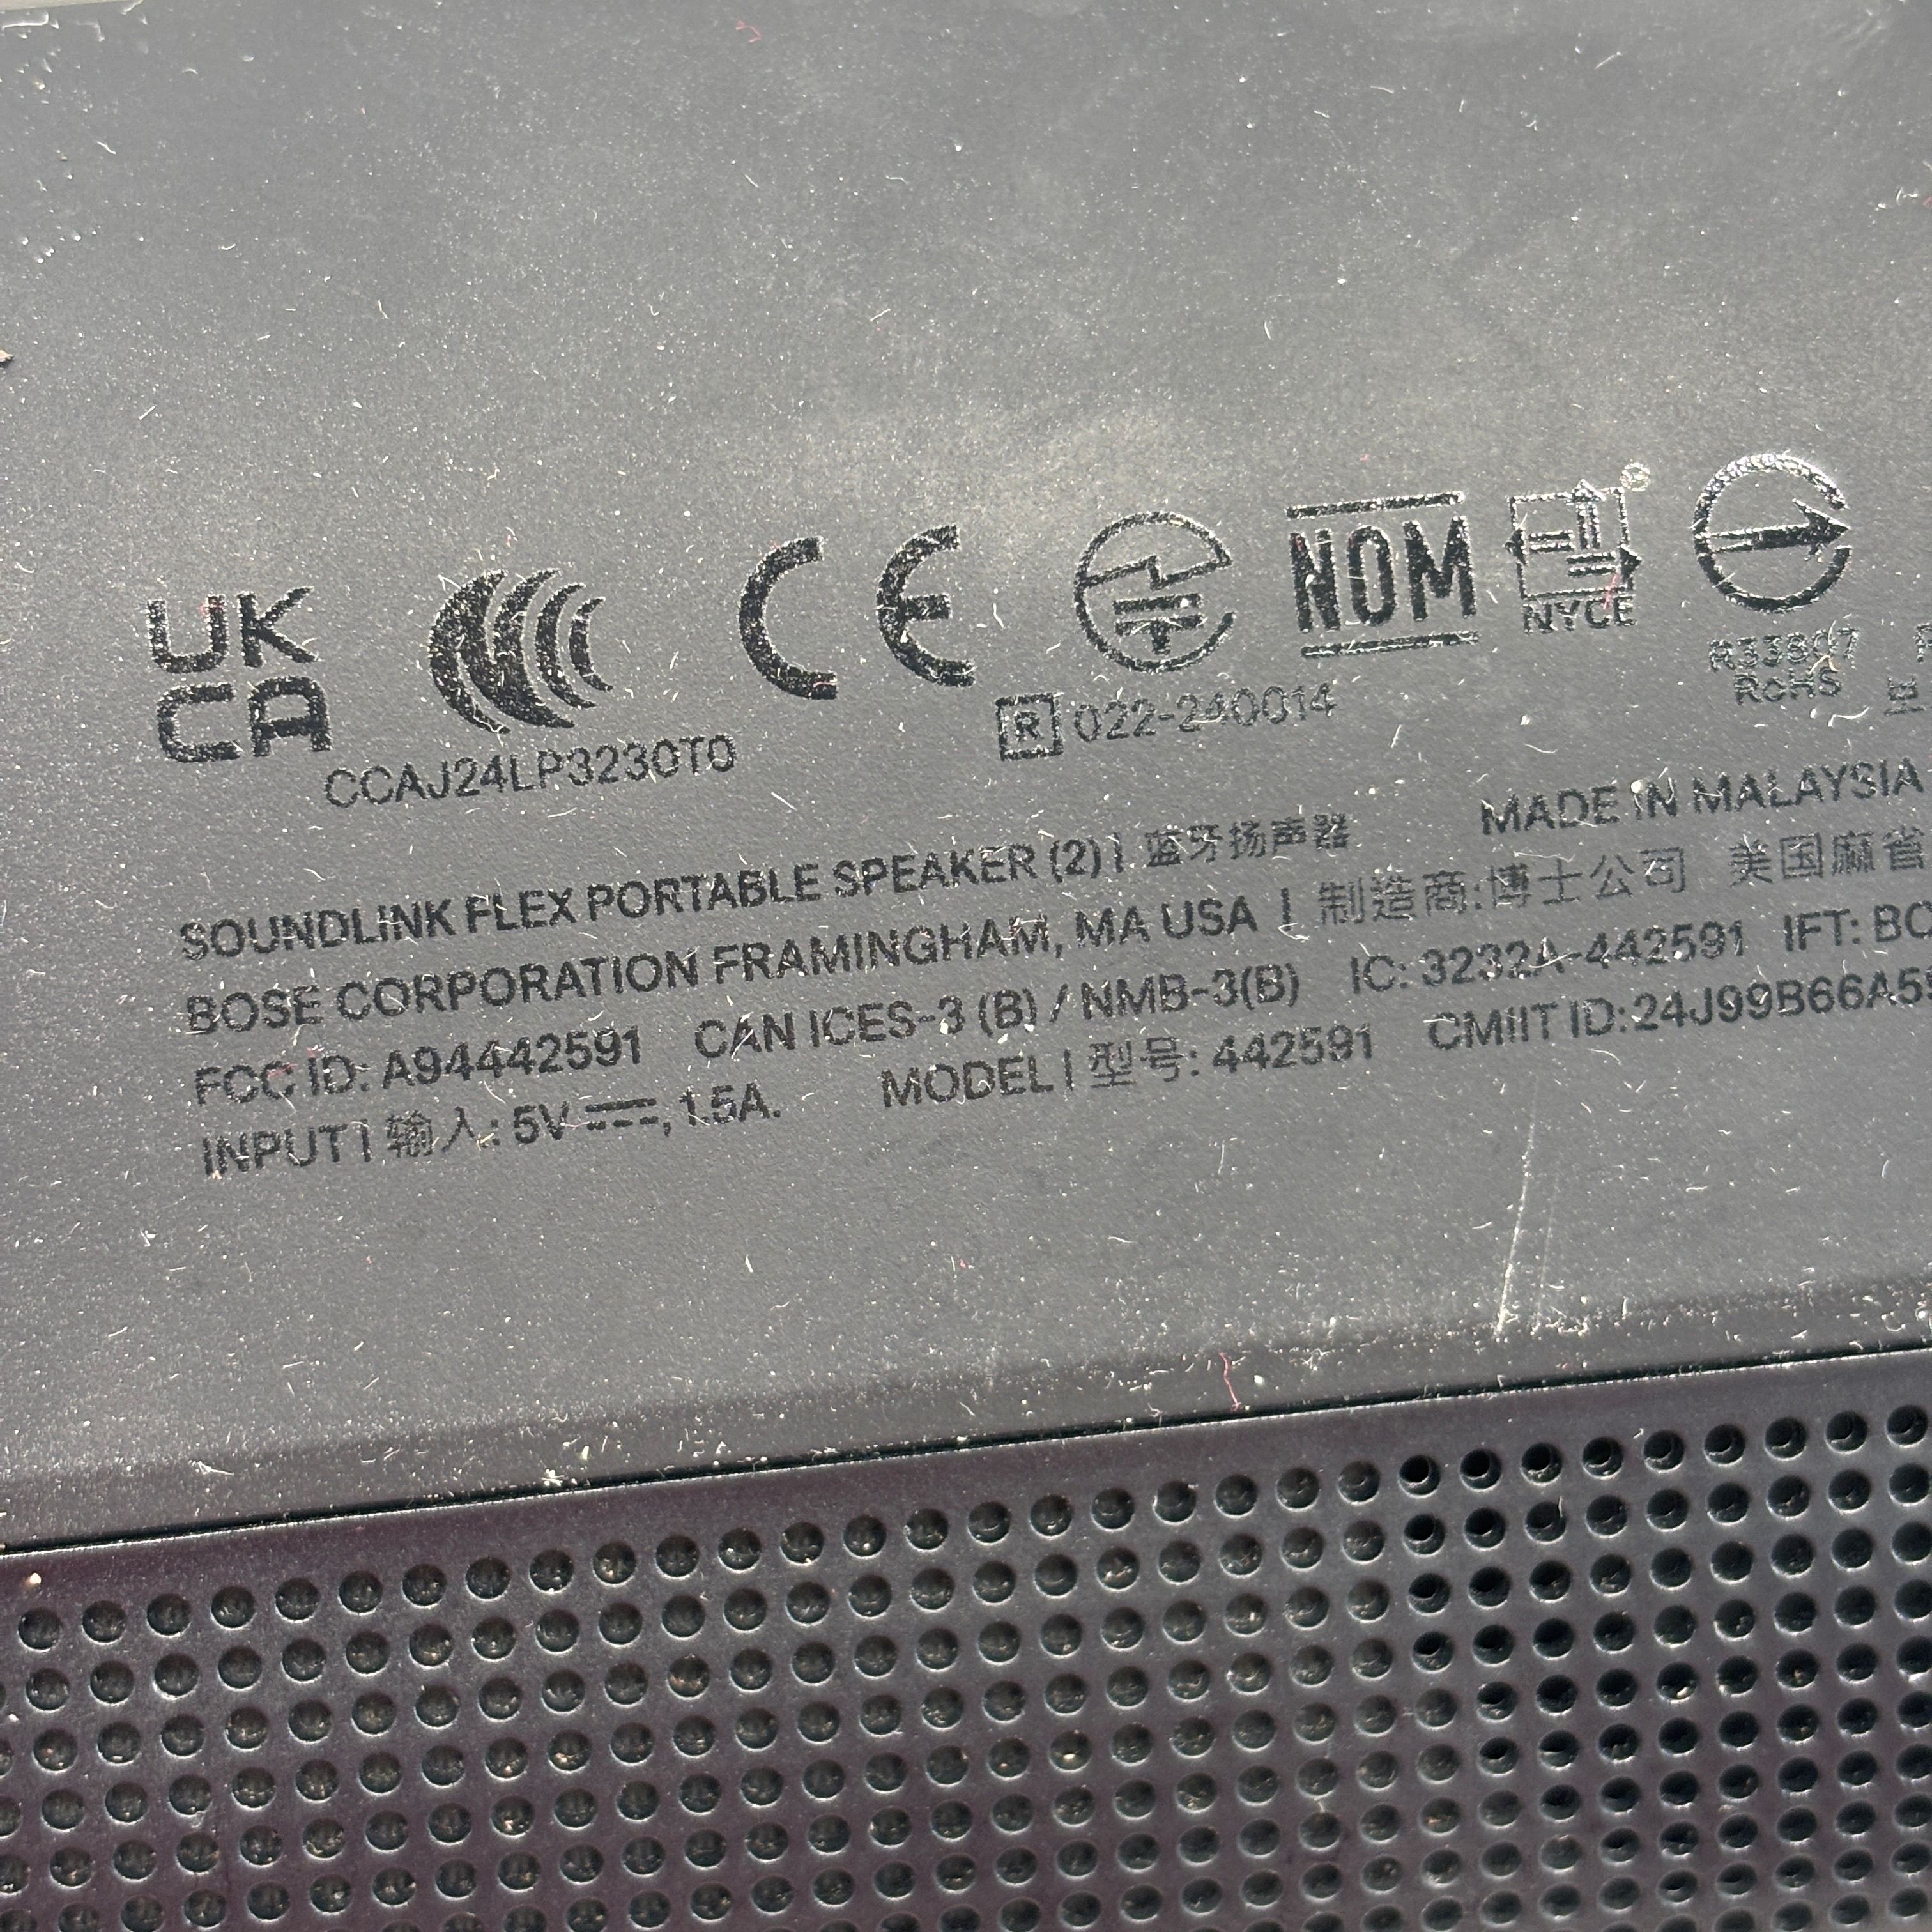 UK
CA
CE
NOM
NYCE
CCAJ24LP3230T0
R 022-240014
R33807
RoHS
SOUNDLINK FLEX PORTABLE SPEAKER (2) | 蓝牙扬声器 MADE IN MALAYSIA
BOSE CORPORATION FRAMINGHAM, MA USA | 制造商:博士公司 美国麻省
FCC ID: A94442591 CAN ICES-3 (B) / NMB-3(B) IC: 3232A-442591 IFT:
INPUT | 输入: 5V⎓, 1.5A. MODEL | 型号: 442591 CMIIT ID:24J99B66A5